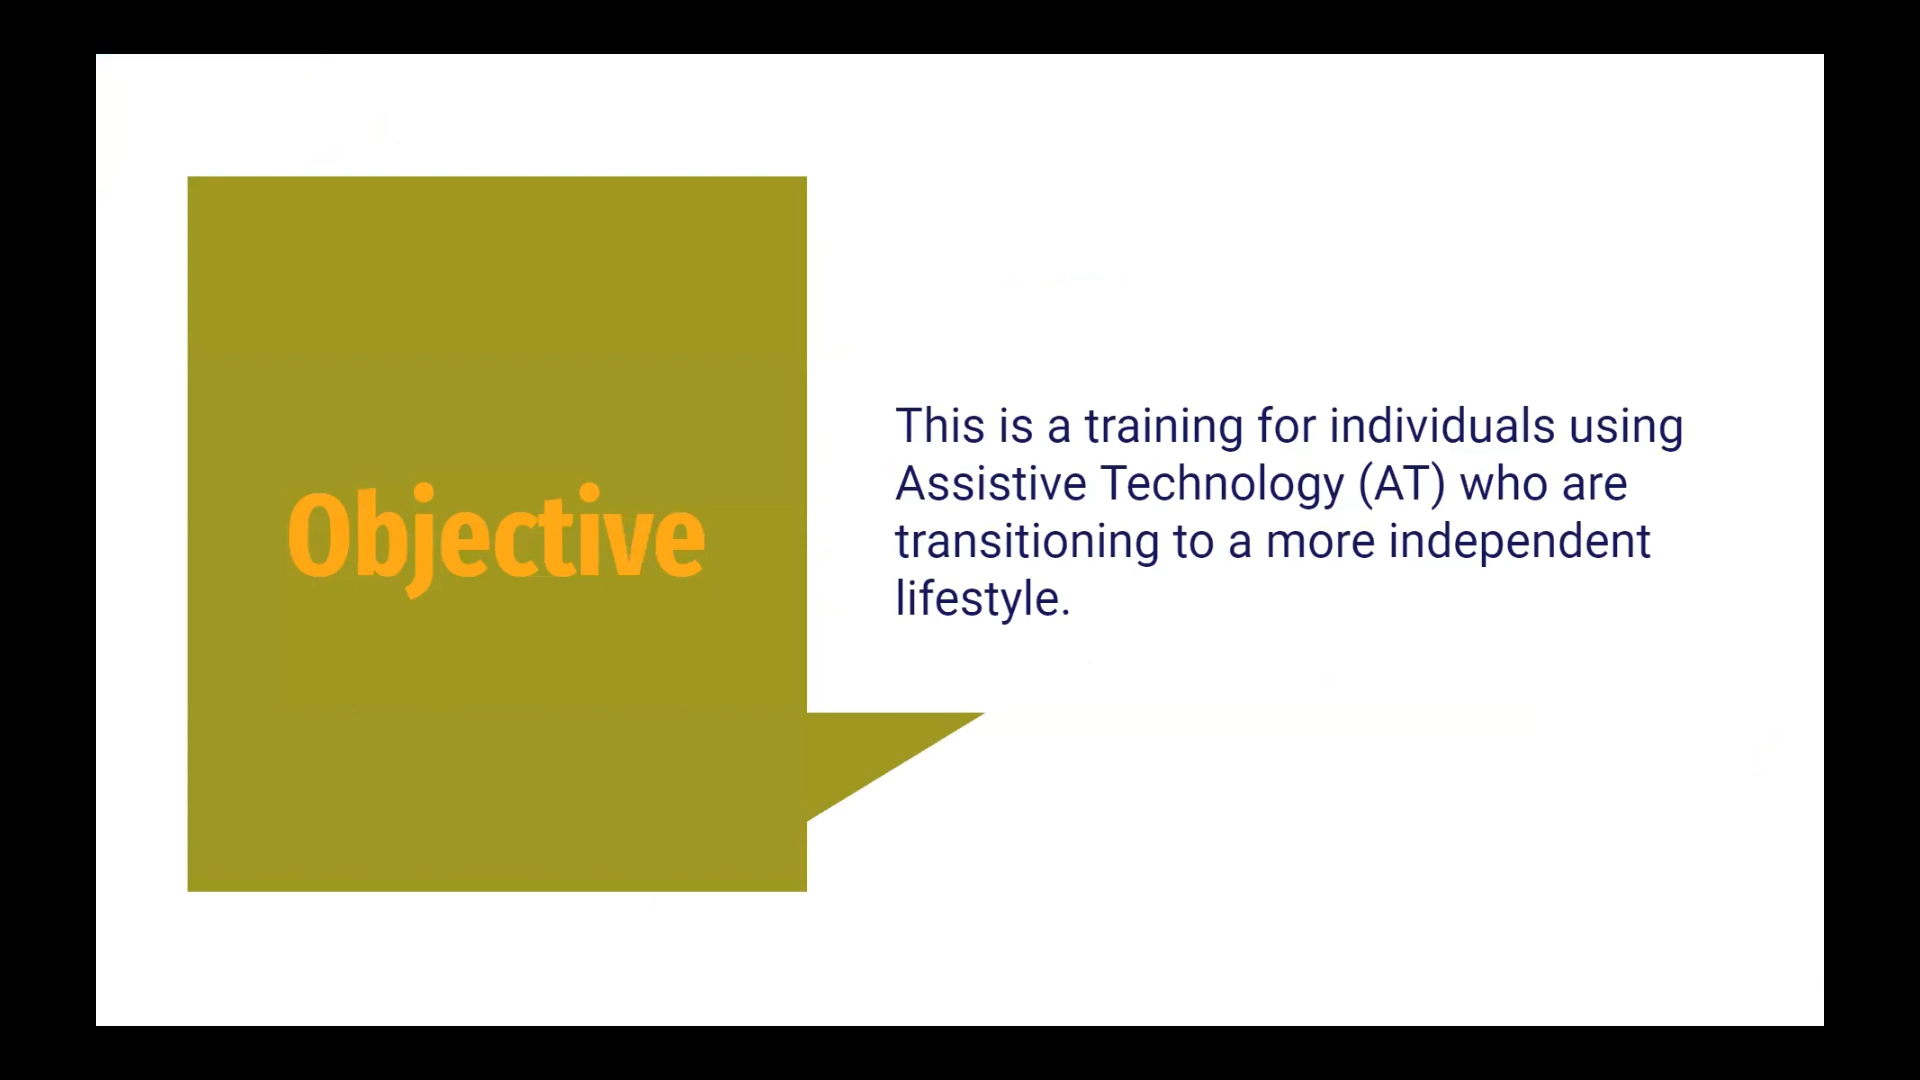 Objective
This is a training for individuals using
Assistive Technology (AT) who are
transitioning to a more independent
lifestyle.